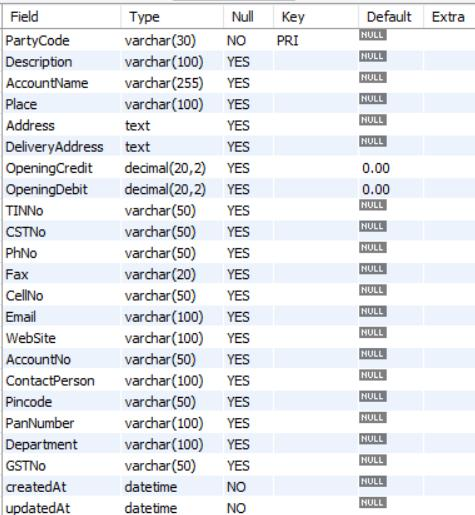 Field Type Null Key Default Extra
PartyCode varchar(30) NO PRI NULL
Description varchar(100) YES NULL
AccountName varchar(255) YES NULL
Place varchar(100) YES NULL
Address text YES NULL
DeliveryAddress text YES NULL
OpeningCredit decimal(20,2) YES 0.00
OpeningDebit decimal(20,2) YES 0.00
TINNo varchar(50) YES NULL
CSTNo varchar(50) YES NULL
PhNo varchar(50) YES NULL
Fax varchar(20) YES NULL
CellNo varchar(50) YES NULL
Email varchar(100) YES NULL
WebSite varchar(100) YES NULL
AccountNo varchar(50) YES NULL
ContactPerson varchar(100) YES NULL
Pincode varchar(50) YES NULL
PanNumber varchar(100) YES NULL
Department varchar(100) YES NULL
GSTNo varchar(50) YES NULL
createdAt datetime NO NULL
updatedAt datetime NO NULL